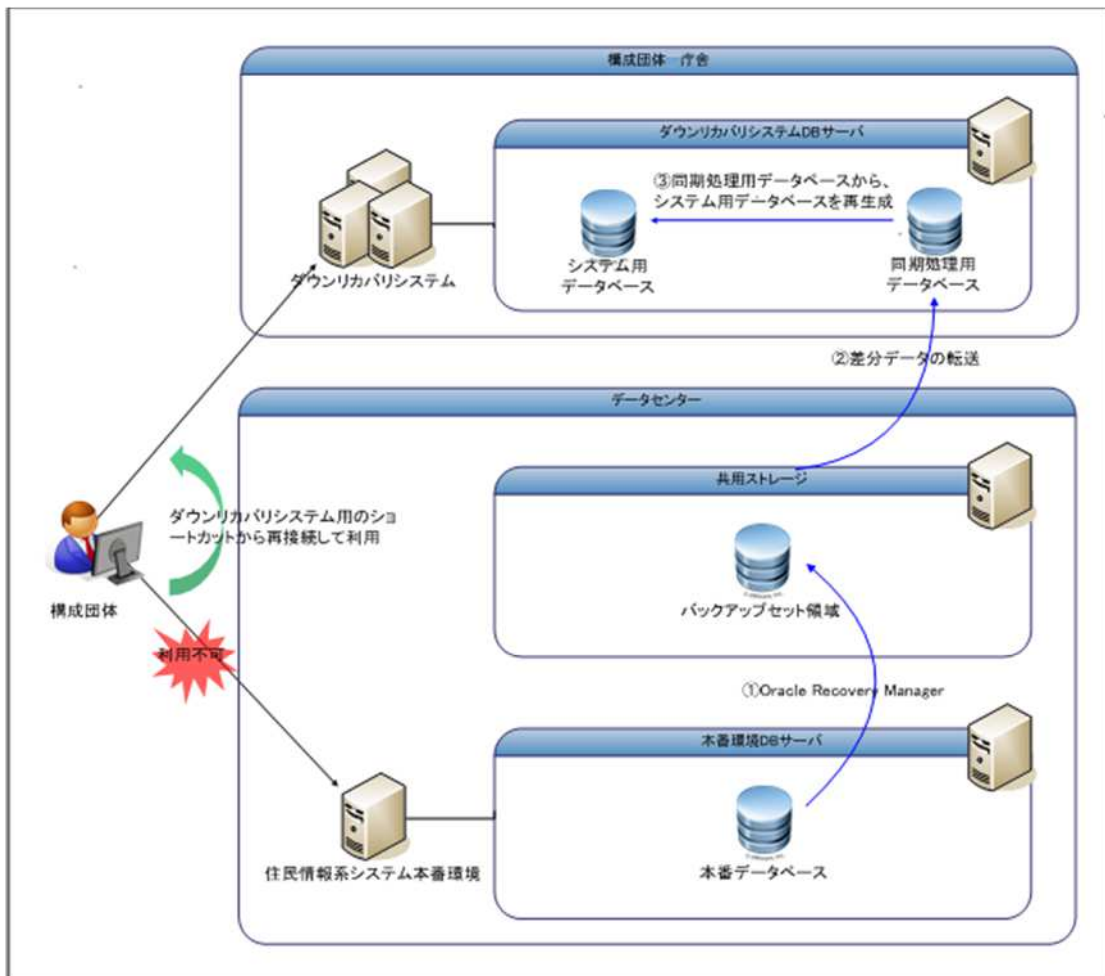 構成団体 庁舎
ダウンリカバリシステムDBサーバ
③同期処理用データベースから、
システム用データベースを再生成
システム用
データベース
同期処理用
データベース
ダウンリカバリシステム
②差分データの転送
データセンター
共用ストレージ
ダウンリカバリシステム用のショ
ートカットから再接続して利用
構成団体
バックアップセット領域
利用不可
①Oracle Recovery Manager
本番環境DBサーバ
住民情報系システム本番環境
本番データベース